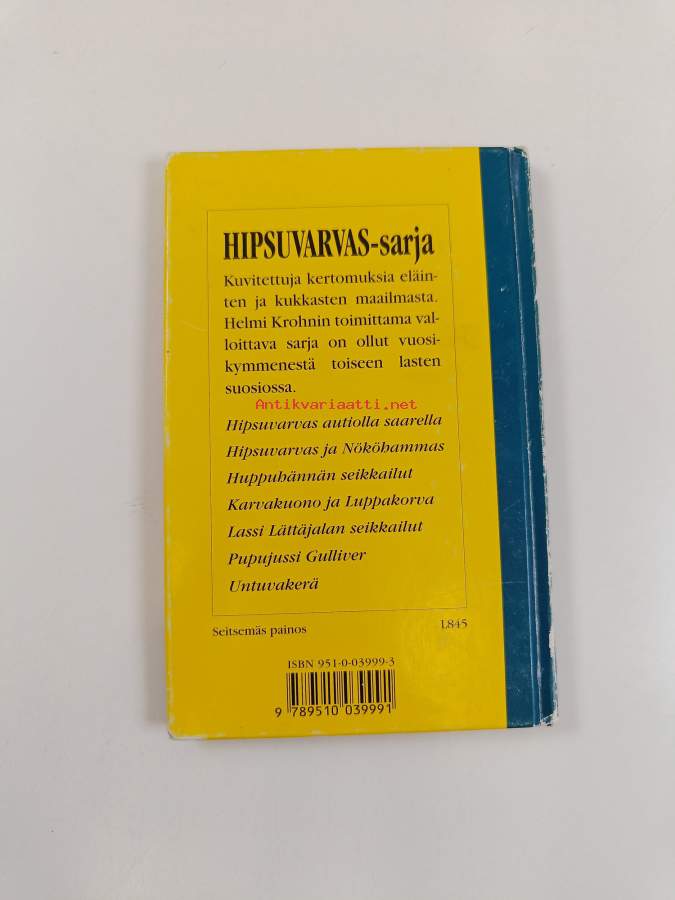 HIPSUVARVAS-sarja
Kuvitettuja kertomuksia eläin-
ten ja kukkasten maailmasta.
Helmi Krohnin toimittama val-
loittava sarja on ollut vuosi-
kymmenestä toiseen lasten
suosiossa.
Antikvariaatti.net
Hipsuvarvas autiolla saarella
Hipsuvarvas ja Nököhammas
Huppuhännän seikkailut
Karvakuono ja Luppakorva
Lassi Lättäjalan seikkailut
Pupujussi Gulliver
Untuvakerä
Seitsemäs painos L845
ISBN 951-0-03999-3
9 789510 039991